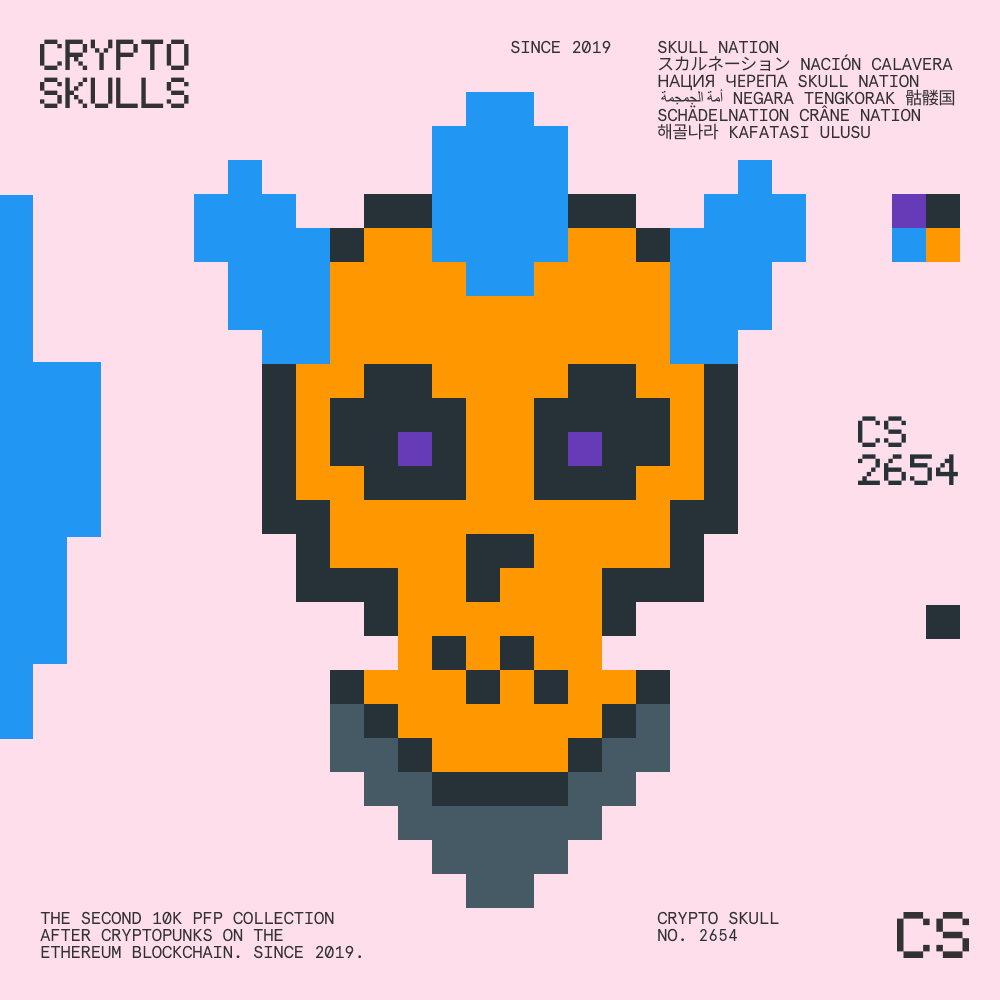 CRYPTO
SKULLS
SINCE 2019
SKULL NATION
スカルネーション NACIÓN CALAVERA
НАЦИЯ ЧЕРЕПА SKULL NATION
أمة الجمجمة NEGARA TENGKORAK 骷髅国
SCHÄDELNATION CRÂNE NATION
해골나라 KAFATASI ULUSU
CS
2654
THE SECOND 10K PFP COLLECTION
AFTER CRYPTOPUNKS ON THE
ETHEREUM BLOCKCHAIN. SINCE 2019.
CRYPTO SKULL
NO. 2654
CS